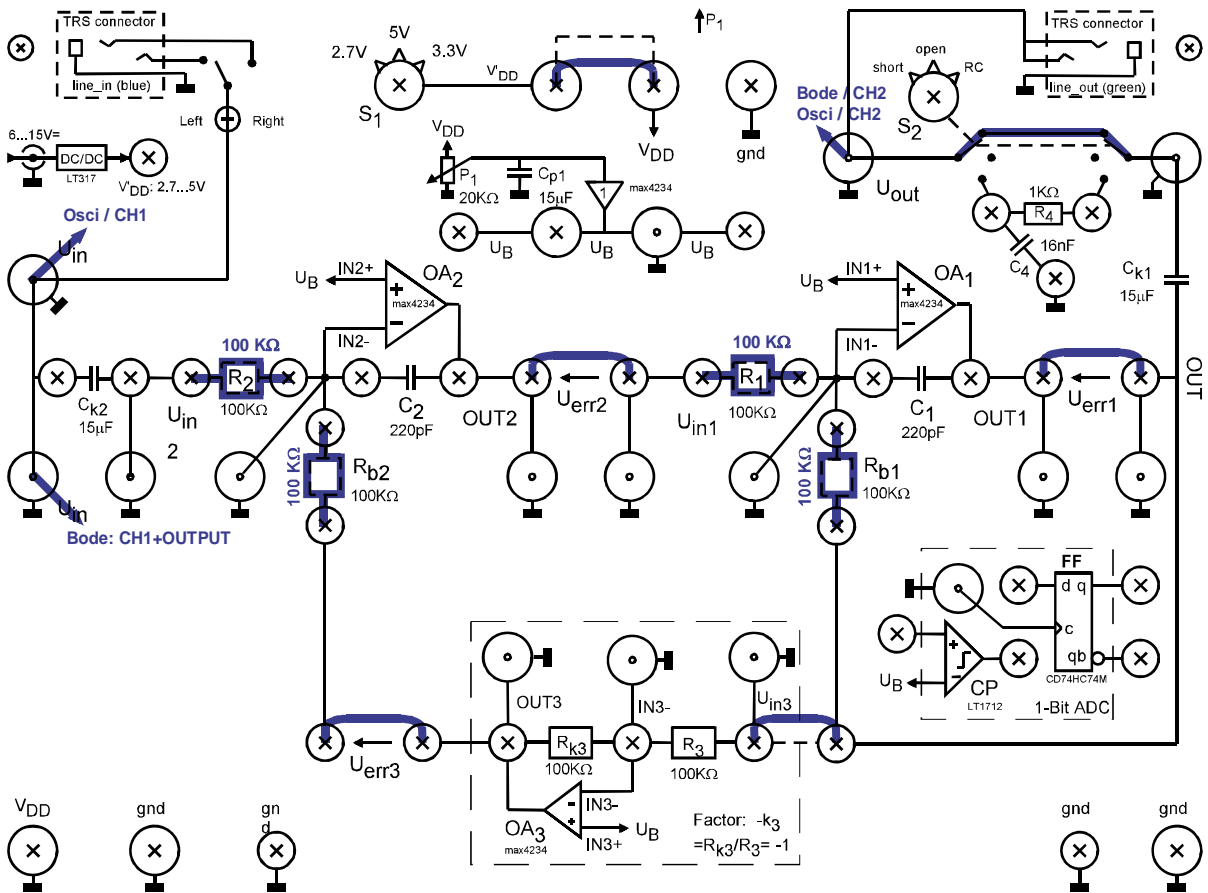 TRS connector
line_in (blue)
Left
Right
6...15V=
DC/DC
LT317
V'DD: 2.7...5V
Osci / CH1
Uin
2.7V
5V
3.3V
S1
V'DD
VDD
gnd
P1
VDD
P1
20KΩ
Cp1
15µF
1
max4234
UB
UB
UB
TRS connector
line_out (green)
Bode / CH2
Osci / CH2
short
open
RC
S2
Uout
1KΩ
R4
16nF
C4
Ck1
15µF
OUT
UB
IN2+
OA2
max4234
+
–
IN2-
UB
IN1+
OA1
max4234
+
–
IN1-
Ck2
15µF
Uin
2
100 KΩ
R2
100KΩ
C2
220pF
OUT2
Uerr2
Uin1
100 KΩ
R1
100KΩ
C1
220pF
OUT1
Uerr1
Uin
Bode: CH1+OUTPUT
100 KΩ
Rb2
100KΩ
100 KΩ
Rb1
100KΩ
FF
d q
c
qb
CD74HC74M
+
–
UB
CP
LT1712
1-Bit ADC
OUT3
IN3-
Uin3
Uerr3
Rk3
100KΩ
R3
100KΩ
-
+
IN3-
IN3+
UB
OA3
max4234
Factor: -k3
=Rk3/R3= -1
VDD
gnd
gn
d
gnd
gnd